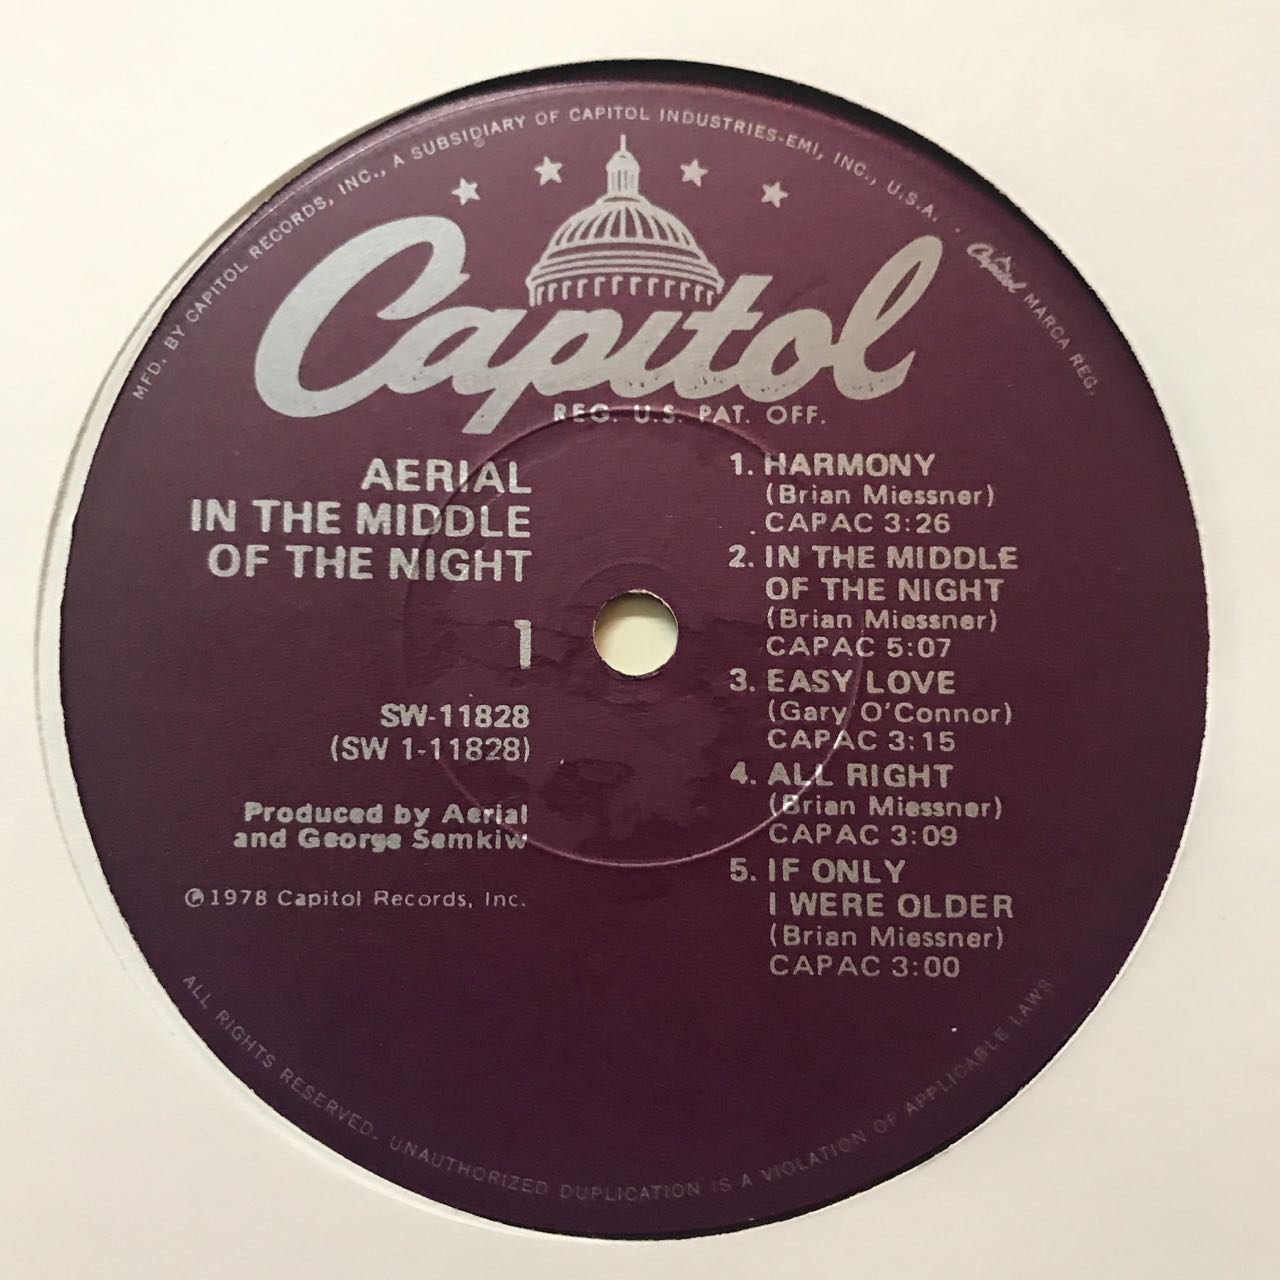 MFD. BY CAPITOL RECORDS, INC., A SUBSIDIARY OF CAPITOL INDUSTRIES-EMI, INC., U.S.A. · Capitol MARCA REG.
Capitol
REG. U.S. PAT. OFF.
AERIAL
IN THE MIDDLE
OF THE NIGHT
1
SW-11828
(SW 1-11828)
Produced by Aerial
and George Semkiw
℗1978 Capitol Records, Inc.
1. HARMONY
(Brian Miessner)
CAPAC 3:26
2. IN THE MIDDLE
OF THE NIGHT
(Brian Miessner)
CAPAC 5:07
3. EASY LOVE
(Gary O'Connor)
CAPAC 3:15
4. ALL RIGHT
(Brian Miessner)
CAPAC 3:09
5. IF ONLY
I WERE OLDER
(Brian Miessner)
CAPAC 3:00
ALL RIGHTS RESERVED. UNAUTHORIZED DUPLICATION IS A VIOLATION OF APPLICABLE LAWS